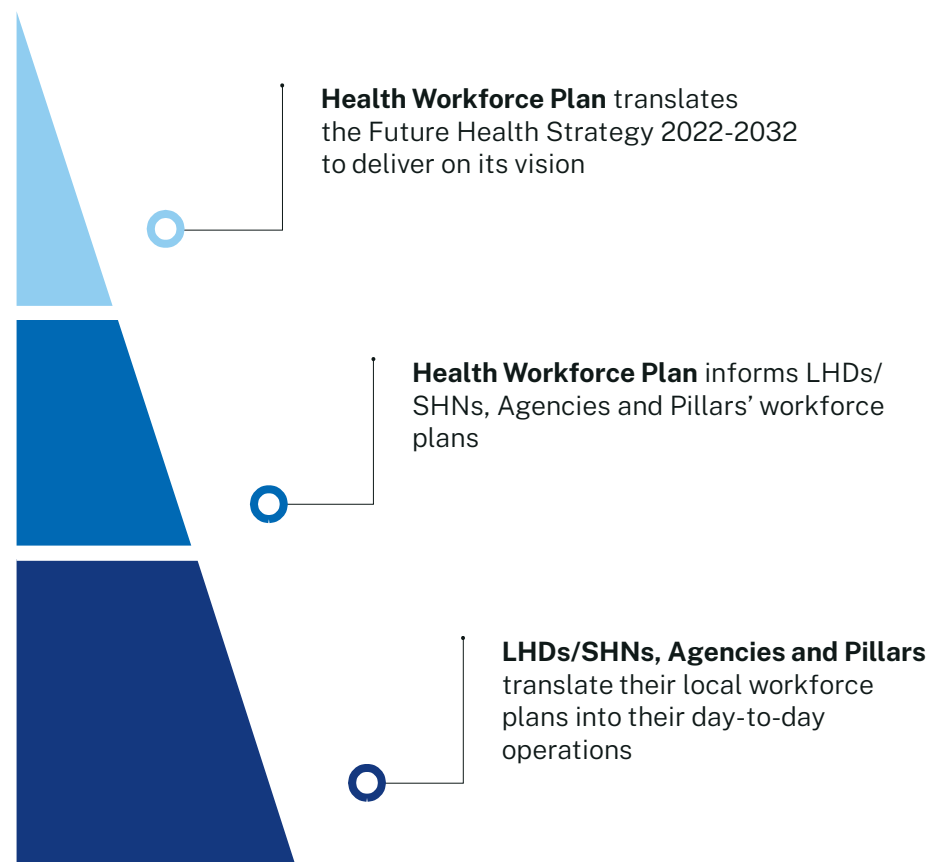 Health Workforce Plan translates
the Future Health Strategy 2022-2032
to deliver on its vision
Health Workforce Plan informs LHDs/
SHNs, Agencies and Pillars’ workforce
plans
LHDs/SHNs, Agencies and Pillars
translate their local workforce
plans into their day-to-day
operations